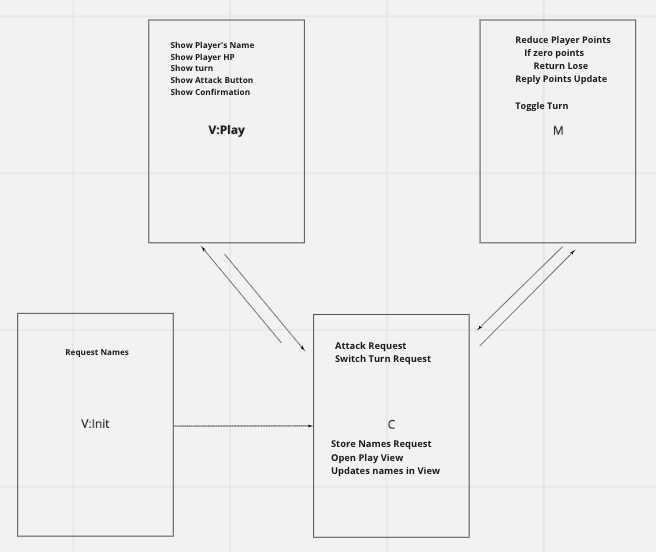 Show Player's Name
Show Player HP
Show turn
Show Attack Button
Show Confirmation
V:Play
Reduce Player Points
If zero points
Return Lose
Reply Points Update
Toggle Turn
M
Request Names
V:Init
Attack Request
Switch Turn Request
C
Store Names Request
Open Play View
Updates names in View